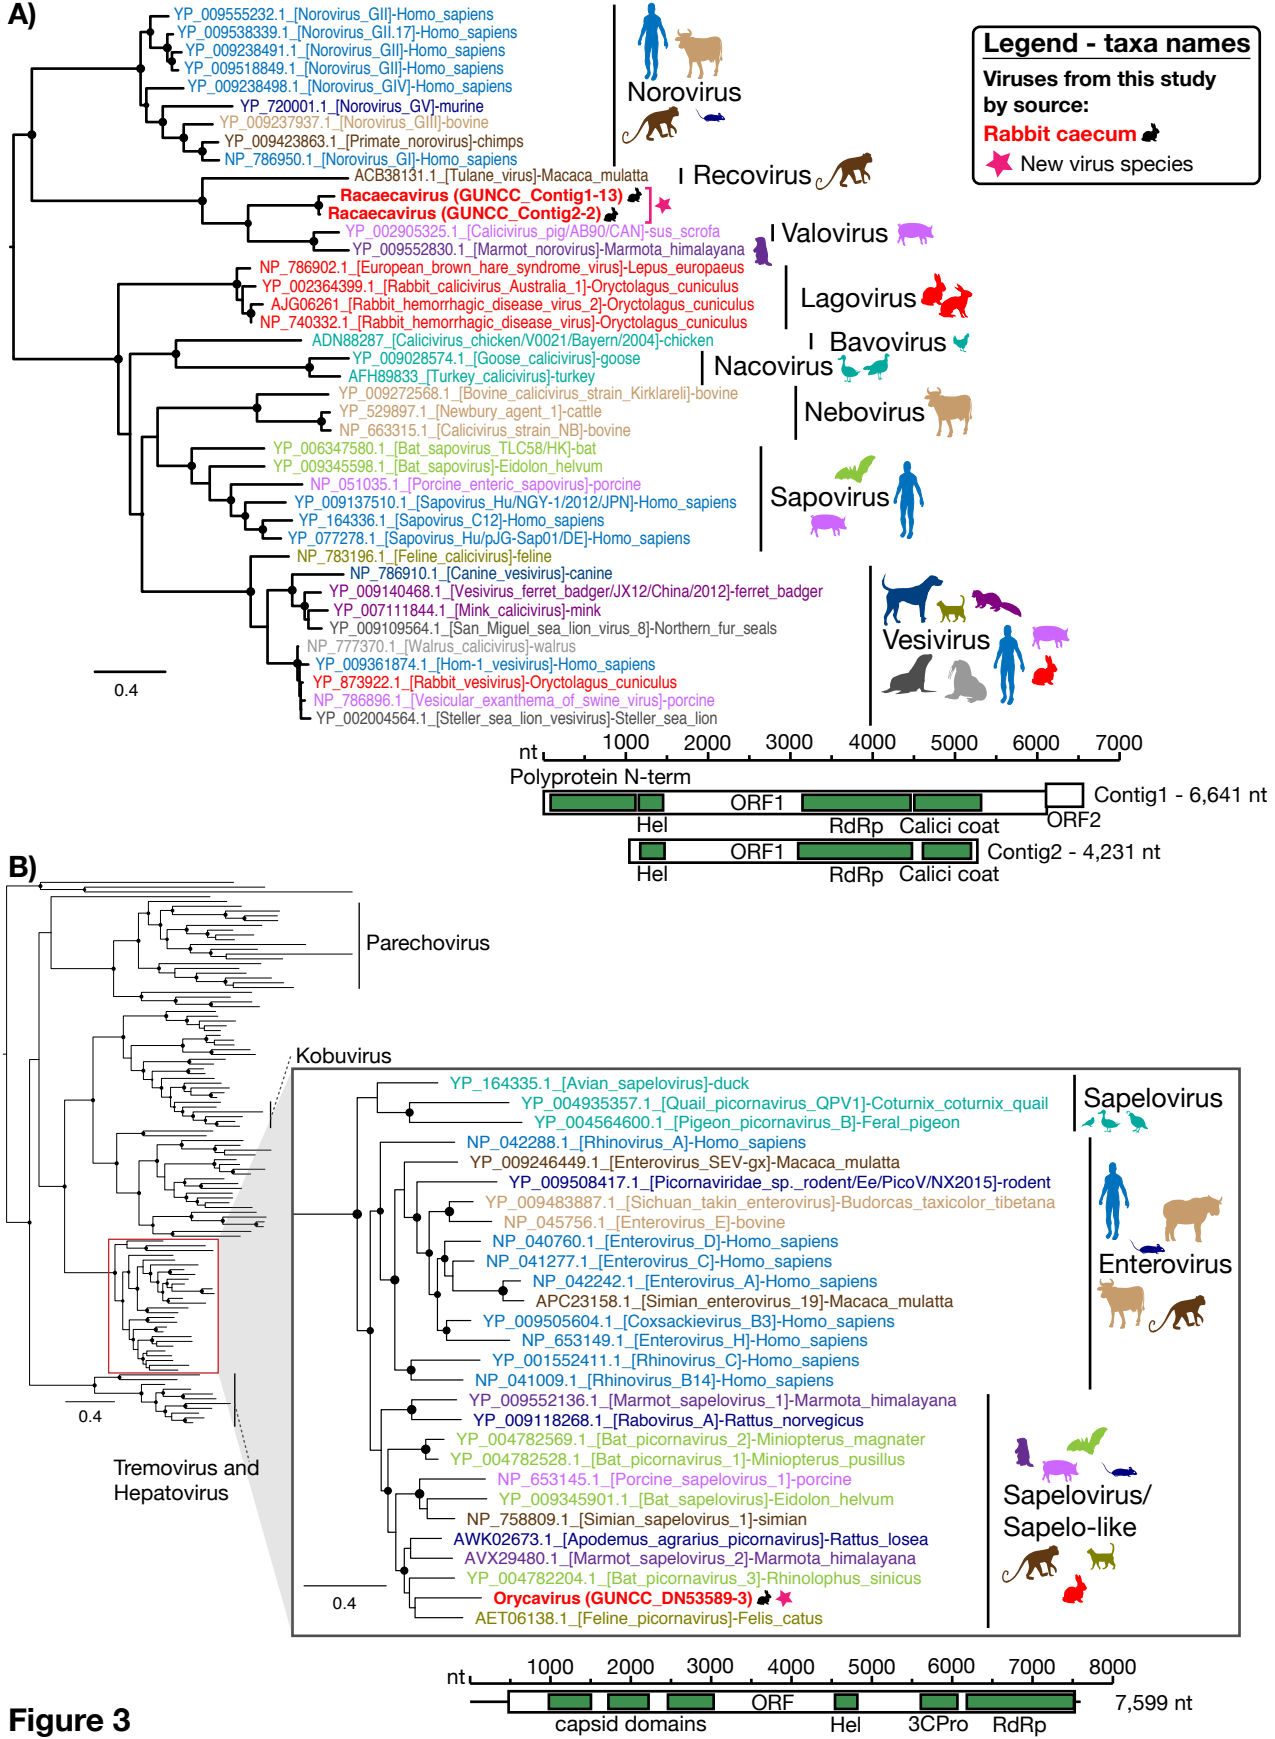 A)
YP_009555232.1_[Norovirus_GII]-Homo_sapiens
YP_009538339.1_[Norovirus_GII.17]-Homo_sapiens
YP_009238491.1_[Norovirus_GII]-Homo_sapiens
YP_009518849.1_[Norovirus_GII]-Homo_sapiens
YP_009238498.1_[Norovirus_GIV]-Homo_sapiens
YP_720001.1_[Norovirus_GV]-murine
YP_009237937.1_[Norovirus_GIII]-bovine
YP_009423863.1_[Primate_norovirus]-chimps
NP_786950.1_[Norovirus_GI]-Homo_sapiens
Norovirus
Legend - taxa names
Viruses from this study
by source:
Rabbit caecum
New virus species
ACB38131.1_[Tulane_virus]-Macaca_mulatta
Recovirus
Racaecavirus (GUNCC_Contig1-13)
Racaecavirus (GUNCC_Contig2-2)
YP_002905325.1_[Calicivirus_pig/AB90/CAN]-sus_scrofa
YP_009552830.1_[Marmot_norovirus]-Marmota_himalayana
Valovirus
NP_786902.1_[European_brown_hare_syndrome_virus]-Lepus_europaeus
YP_002364399.1_[Rabbit_calicivirus_Australia_1]-Oryctolagus_cuniculus
AJG06261_[Rabbit_hemorrhagic_disease_virus_2]-Oryctolagus_cuniculus
NP_740332.1_[Rabbit_hemorrhagic_disease_virus]-Oryctolagus_cuniculus
Lagovirus
ADN88287_[Calicivirus_chicken/V0021/Bayern/2004]-chicken
Bavovirus
YP_009028574.1_[Goose_calicivirus]-goose
AFH89833_[Turkey_calicivirus]-turkey
Nacovirus
YP_009272568.1_[Bovine_calicivirus_strain_Kirklareli]-bovine
YP_529897.1_[Newbury_agent_1]-cattle
NP_663315.1_[Calicivirus_strain_NB]-bovine
Nebovirus
YP_006347580.1_[Bat_sapovirus_TLC58/HK]-bat
YP_009345598.1_[Bat_sapovirus]-Eidolon_helvum
NP_051035.1_[Porcine_enteric_sapovirus]-porcine
YP_009137510.1_[Sapovirus_Hu/NGY-1/2012/JPN]-Homo_sapiens
YP_164336.1_[Sapovirus_C12]-Homo_sapiens
YP_077278.1_[Sapovirus_Hu/pJG-Sap01/DE]-Homo_sapiens
Sapovirus
NP_783196.1_[Feline_calicivirus]-feline
NP_786910.1_[Canine_vesivirus]-canine
YP_009140468.1_[Vesivirus_ferret_badger/JX12/China/2012]-ferret_badger
YP_007111844.1_[Mink_calicivirus]-mink
YP_009109564.1_[San_Miguel_sea_lion_virus_8]-Northern_fur_seals
NP_777370.1_[Walrus_calicivirus]-walrus
YP_009361874.1_[Hom-1_vesivirus]-Homo_sapiens
YP_873922.1_[Rabbit_vesivirus]-Oryctolagus_cuniculus
NP_786896.1_[Vesicular_exanthema_of_swine_virus]-porcine
YP_002004564.1_[Steller_sea_lion_vesivirus]-Steller_sea_lion
Vesivirus
0.4
nt 1000 2000 3000 4000 5000 6000 7000
Polyprotein N-term
ORF1
Contig1 - 6,641 nt
Hel RdRp Calici coat ORF2
ORF1
Contig2 - 4,231 nt
Hel RdRp Calici coat
B)
Parechovirus
Kobuvirus
0.4
Tremovirus and
Hepatovirus
YP_164335.1_[Avian_sapelovirus]-duck
YP_004935357.1_[Quail_picornavirus_QPV1]-Coturnix_coturnix_quail
YP_004564600.1_[Pigeon_picornavirus_B]-Feral_pigeon
Sapelovirus
NP_042288.1_[Rhinovirus_A]-Homo_sapiens
YP_009246449.1_[Enterovirus_SEV-gx]-Macaca_mulatta
YP_009508417.1_[Picornaviridae_sp._rodent/Ee/PicoV/NX2015]-rodent
YP_009483887.1_[Sichuan_takin_enterovirus]-Budorcas_taxicolor_tibetana
NP_045756.1_[Enterovirus_E]-bovine
NP_040760.1_[Enterovirus_D]-Homo_sapiens
NP_041277.1_[Enterovirus_C]-Homo_sapiens
NP_042242.1_[Enterovirus_A]-Homo_sapiens
APC23158.1_[Simian_enterovirus_19]-Macaca_mulatta
YP_009505604.1_[Coxsackievirus_B3]-Homo_sapiens
NP_653149.1_[Enterovirus_H]-Homo_sapiens
YP_001552411.1_[Rhinovirus_C]-Homo_sapiens
NP_041009.1_[Rhinovirus_B14]-Homo_sapiens
Enterovirus
YP_009552136.1_[Marmot_sapelovirus_1]-Marmota_himalayana
YP_009118268.1_[Rabovirus_A]-Rattus_norvegicus
YP_004782569.1_[Bat_picornavirus_2]-Miniopterus_magnater
YP_004782528.1_[Bat_picornavirus_1]-Miniopterus_pusillus
NP_653145.1_[Porcine_sapelovirus_1]-porcine
YP_009345901.1_[Bat_sapelovirus]-Eidolon_helvum
NP_758809.1_[Simian_sapelovirus_1]-simian
AWK02673.1_[Apodemus_agrarius_picornavirus]-Rattus_losea
AVX29480.1_[Marmot_sapelovirus_2]-Marmota_himalayana
YP_004782204.1_[Bat_picornavirus_3]-Rhinolophus_sinicus
Orycavirus (GUNCC_DN53589-3)
AET06138.1_[Feline_picornavirus]-Felis_catus
Sapelovirus/
Sapelo-like
0.4
nt 1000 2000 3000 4000 5000 6000 7000 8000
ORF
7,599 nt
capsid domains Hel 3CPro RdRp
Figure 3